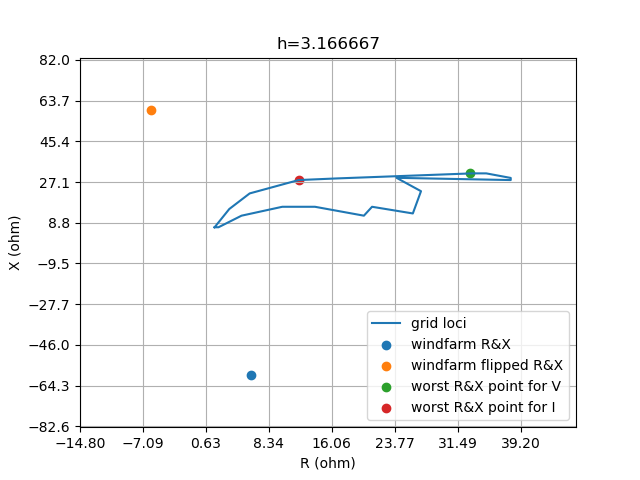 h=3.166667
82.0
63.7
45.4
27.1
8.8
−9.5
−27.7
−46.0
−64.3
−82.6
X (ohm)
grid loci
windfarm R&X
windfarm flipped R&X
worst R&X point for V
worst R&X point for I
−14.80 −7.09 0.63 8.34 16.06 23.77 31.49 39.20
R (ohm)